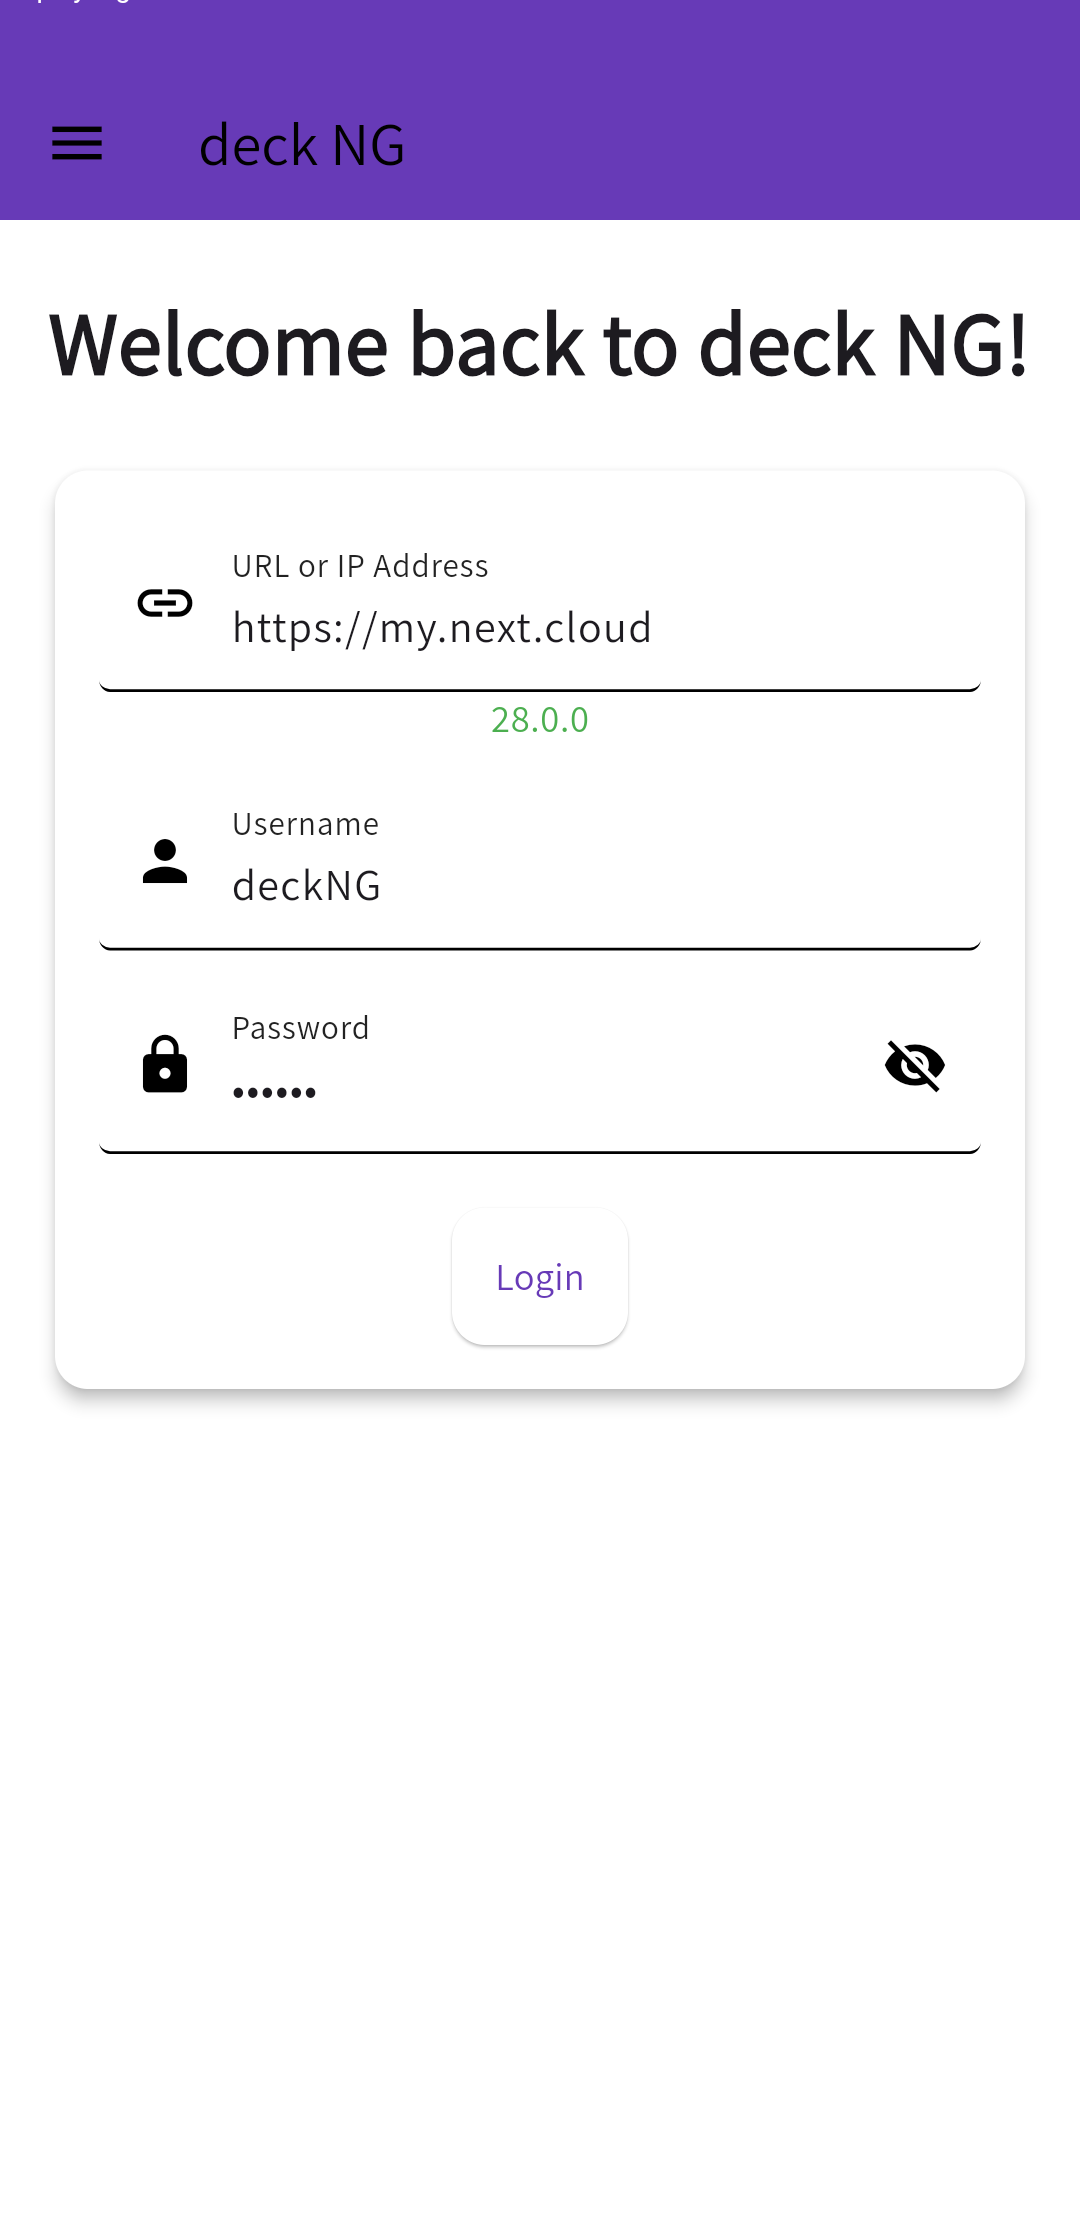 deck NG
Welcome back to deck NG!
URL or IP Address
https://my.next.cloud
28.0.0
Username
deckNG
Password
••••••
Login